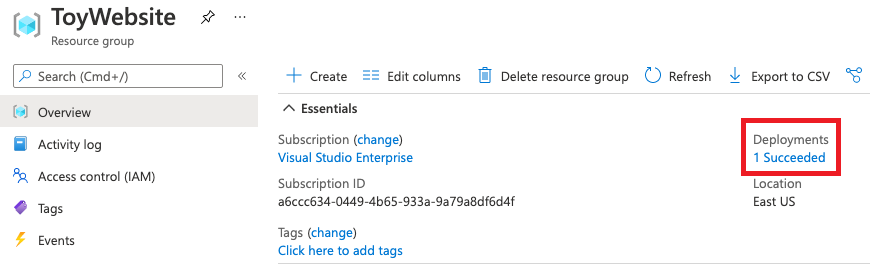 ToyWebsite
Resource group
Search (Cmd+/)
Create Edit columns Delete resource group Refresh Export to CSV
Overview
Activity log
Access control (IAM)
Tags
Events
Essentials
Subscription (change)
Visual Studio Enterprise
Subscription ID
a6ccc634-0449-4b65-933a-9a79a8df6d4f
Tags (change)
Click here to add tags
Deployments
1 Succeeded
Location
East US